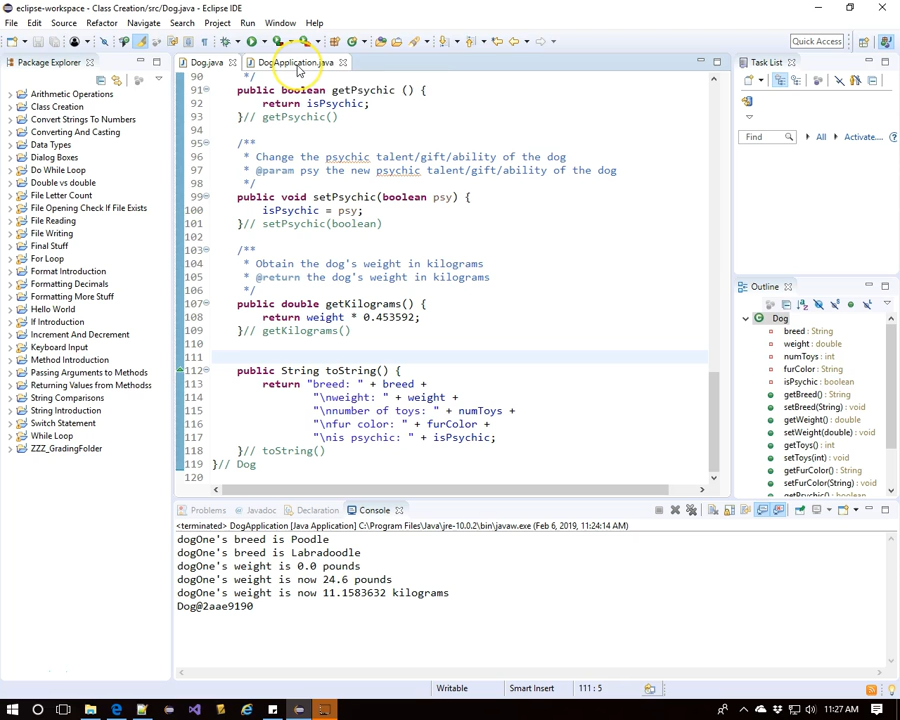 eclipse-workspace - Class Creation/src/Dog.java - Eclipse IDE
File Edit Source Refactor Navigate Search Project Run Window Help
Quick Access
Package Explorer
Arithmetic Operations
Class Creation
Convert Strings To Numbers
Converting And Casting
Data Types
Dialog Boxes
Do While Loop
Double vs double
File Letter Count
File Opening Check If File Exists
File Reading
File Writing
Final Stuff
For Loop
Format Introduction
Formatting Decimals
Formatting More Stuff
Hello World
If Introduction
Increment And Decrement
Keyboard Input
Method Introduction
Passing Arguments to Methods
Returning Values from Methods
String Comparisons
String Introduction
Switch Statement
While Loop
ZZZ_GradingFolder
Dog.java DogApplication.java
90 */
91 public boolean getPsychic () {
92 return isPsychic;
93 }// getPsychic()
94
95 /**
96 * Change the psychic talent/gift/ability of the dog
97 * @param psy the new psychic talent/gift/ability of the dog
98 */
99 public void setPsychic(boolean psy) {
100 isPsychic = psy;
101 }// setPsychic(boolean)
102
103 /**
104 * Obtain the dog's weight in kilograms
105 * @return the dog's weight in kilograms
106 */
107 public double getKilograms() {
108 return weight * 0.453592;
109 }// getKilograms()
110
111
112 public String toString() {
113 return "breed: " + breed +
114 "\nweight: " + weight +
115 "\nnumber of toys: " + numToys +
116 "\nfur color: " + furColor +
117 "\nis psychic: " + isPsychic;
118 }// toString()
119 }// Dog
120
Task List
Find All Activate...
Outline
Dog
breed : String
weight : double
numToys : int
furColor : String
isPsychic : boolean
getBreed() : String
setBreed(String) : void
getWeight() : double
setWeight(double) : void
getToys() : int
setToys(int) : void
getFurColor() : String
setFurColor(String) : void
getPsychic() : boolean
Problems Javadoc Declaration Console
<terminated> DogApplication [Java Application] C:\Program Files\Java\jre-10.0.2\bin\javaw.exe (Feb 6, 2019, 11:24:14 AM)
dogOne's breed is Poodle
dogOne's breed is Labradoodle
dogOne's weight is 0.0 pounds
dogOne's weight is now 24.6 pounds
dogOne's weight is now 11.1583632 kilograms
Dog@2aae9190
Writable Smart Insert 111 : 5
11:27 AM